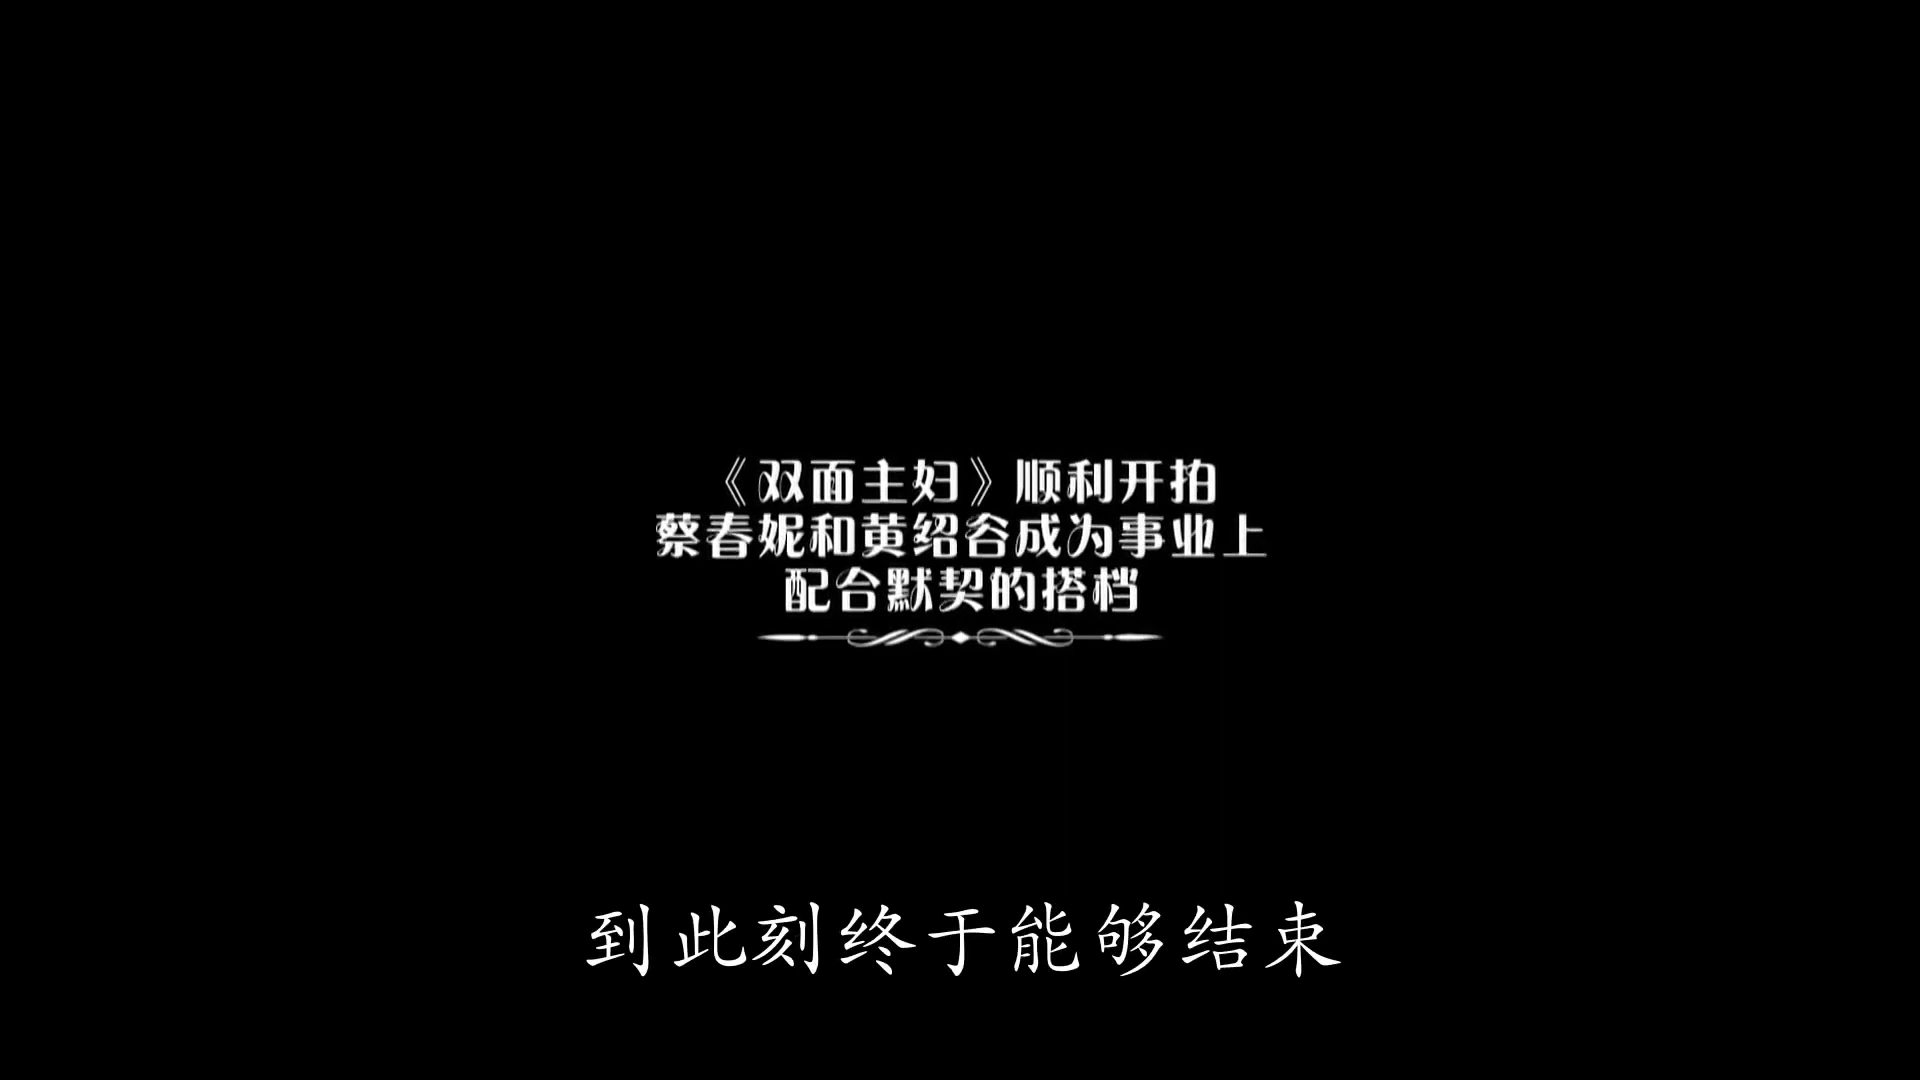 《双面主妇》顺利开拍
蔡春妮和黄绍谷成为事业上
配合默契的搭档
到此刻终于能够结束